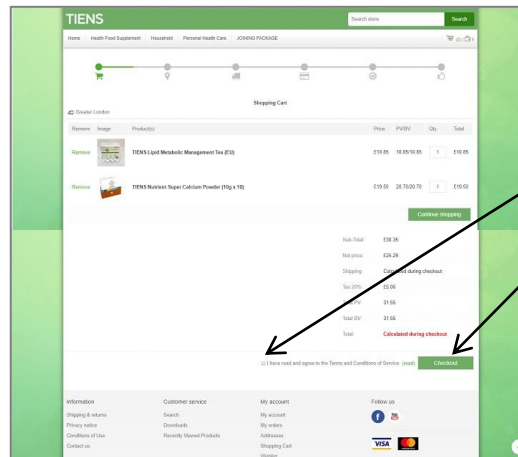 TIENS
Search store
Search
Home Health Food Supplement Household Personal Health Care JOINING PACKAGE
Shopping Cart
Greater London
Remove Image Product(s) Price PV/BV Qty Total
Remove TIENS Lipid Metabolic Management Tea (EU) £10.85 10.85/10.85 1 £10.85
Remove TIENS Nutrient Super Calcium Powder (10g x 10) £19.50 20.70/20.70 1 £19.50
Continue shopping
Sub-Total: £30.35
Net price: £25.29
Shipping: Calculated during checkout
Tax 20%: £5.06
Total PV: 31.55
Total BV: 31.55
Total: Calculated during checkout
I have read and agree to the Terms and Conditions of Service (read)
Checkout
Information Customer service My account Follow us
Shipping & returns Search My account
Privacy notice Downloads My orders
Conditions of Use Recently Viewed Products Addresses
Contact us Shopping Cart
Wishlist
VISA